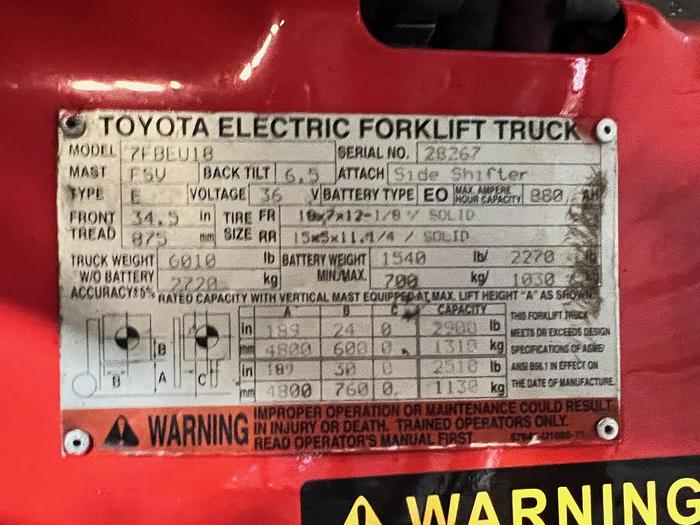 TOYOTA ELECTRIC FORKLIFT TRUCK
MODEL 7FBEU18 SERIAL NO. 28267
MAST FSV BACK TILT 6.5 ATTACH Side Shifter
TYPE E VOLTAGE 36 V BATTERY TYPE EO MAX. AMPERE HOUR CAPACITY 880 AH
FRONT TREAD 34.5 in TIRE SIZE FR 18x7x12-1/8 / SOLID
875 mm RR 15x5x11.1/4 / SOLID
TRUCK WEIGHT 6010 lb BATTERY WEIGHT 1540 lb/ 2270 lb
W/O BATTERY 2720 kg MIN/MAX. 700 kg/ 1030 kg
ACCURACY±5% RATED CAPACITY WITH VERTICAL MAST EQUIPPED AT MAX. LIFT HEIGHT "A" AS SHOWN
A B C CAPACITY
in 189 24 0 2900 lb
mm 4800 600 0 1310 kg
in 189 30 0 2510 lb
mm 4800 760 0 1130 kg
B A B C
THIS FORKLIFT TRUCK
MEETS OR EXCEEDS DESIGN
SPECIFICATIONS OF ASME/
ANSI B56.1 IN EFFECT ON
THE DATE OF MANUFACTURE.
WARNING
IMPROPER OPERATION OR MAINTENANCE COULD RESULT
IN INJURY OR DEATH. TRAINED OPERATORS ONLY.
READ OPERATOR'S MANUAL FIRST.
WARNING